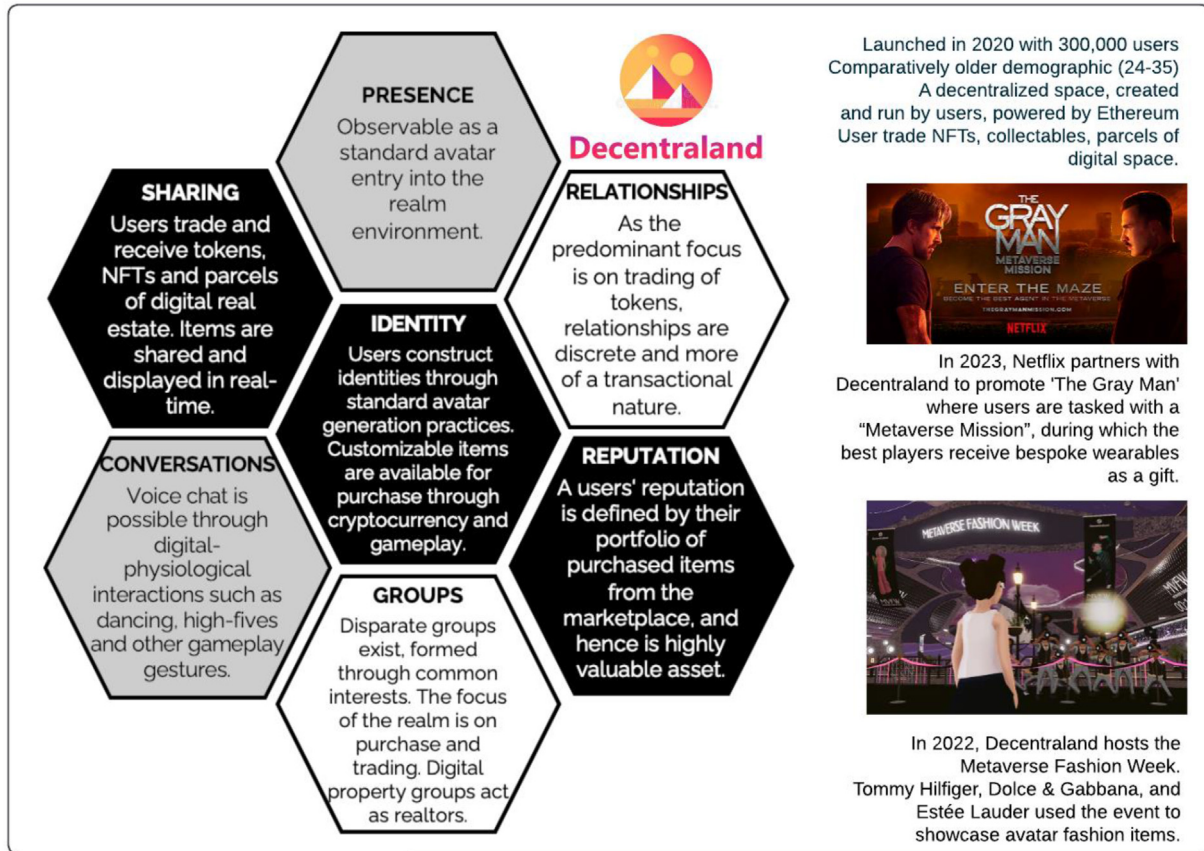 PRESENCE
Observable as a
standard avatar
entry into the
realm
environment.
Decentraland
SHARING
Users trade and
receive tokens,
NFTs and parcels
of digital real
estate. Items are
shared and
displayed in real-
time.
IDENTITY
Users construct
identities through
standard avatar
generation practices.
Customizable items
are available for
purchase through
cryptocurrency and
gameplay.
RELATIONSHIPS
As the
predominant focus
is on trading of
tokens,
relationships are
discrete and more
of a transactional
nature.
CONVERSATIONS
Voice chat is
possible through
digital-
physiological
interactions such as
dancing, high-fives
and other gameplay
gestures.
GROUPS
Disparate groups
exist, formed
through common
interests. The focus
of the realm is on
purchase and
trading. Digital
property groups act
as realtors.
REPUTATION
A users' reputation
is defined by their
portfolio of
purchased items
from the
marketplace, and
hence is highly
valuable asset.
Launched in 2020 with 300,000 users
Comparatively older demographic (24-35)
A decentralized space, created
and run by users, powered by Ethereum
User trade NFTs, collectables, parcels of
digital space.
THE
GRAY
MAN
METAVERSE
MISSION
ENTER THE MAZE
BECOME THE BEST AGENT IN THE METAVERSE
THEGRAYMANMISSION.COM
NETFLIX
In 2023, Netflix partners with
Decentraland to promote 'The Gray Man'
where users are tasked with a
“Metaverse Mission”, during which the
best players receive bespoke wearables
as a gift.
METAVERSE FASHION WEEK
MVFW
In 2022, Decentraland hosts the
Metaverse Fashion Week.
Tommy Hilfiger, Dolce & Gabbana, and
Estée Lauder used the event to
showcase avatar fashion items.